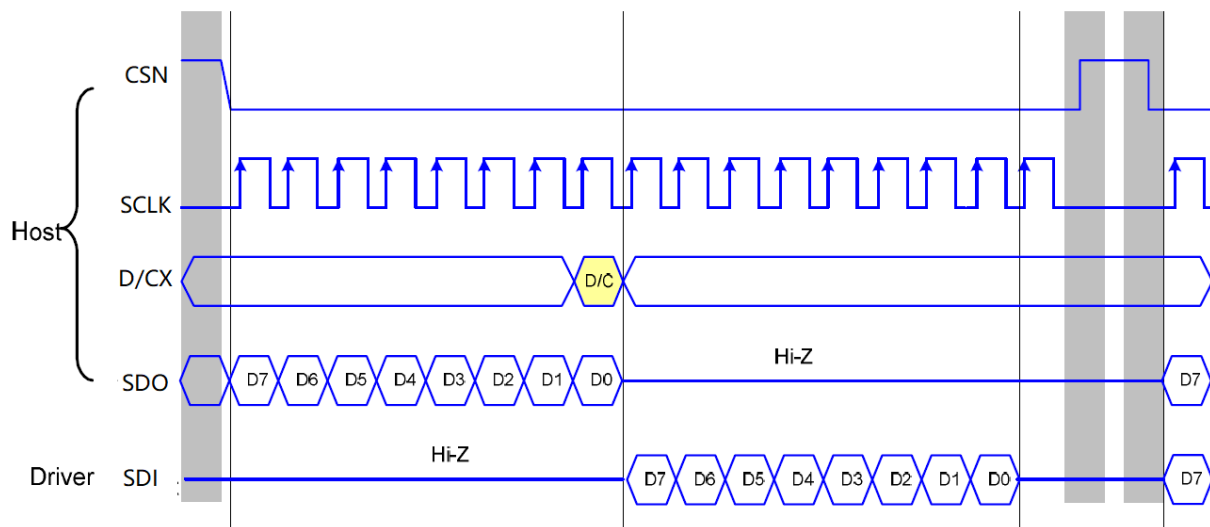 CSN
SCLK
Host
D/CX
D/C
SDO
D7 D6 D5 D4 D3 D2 D1 D0
Hi-Z
D7
Driver
SDI
Hi-Z
D7 D6 D5 D4 D3 D2 D1 D0
D7